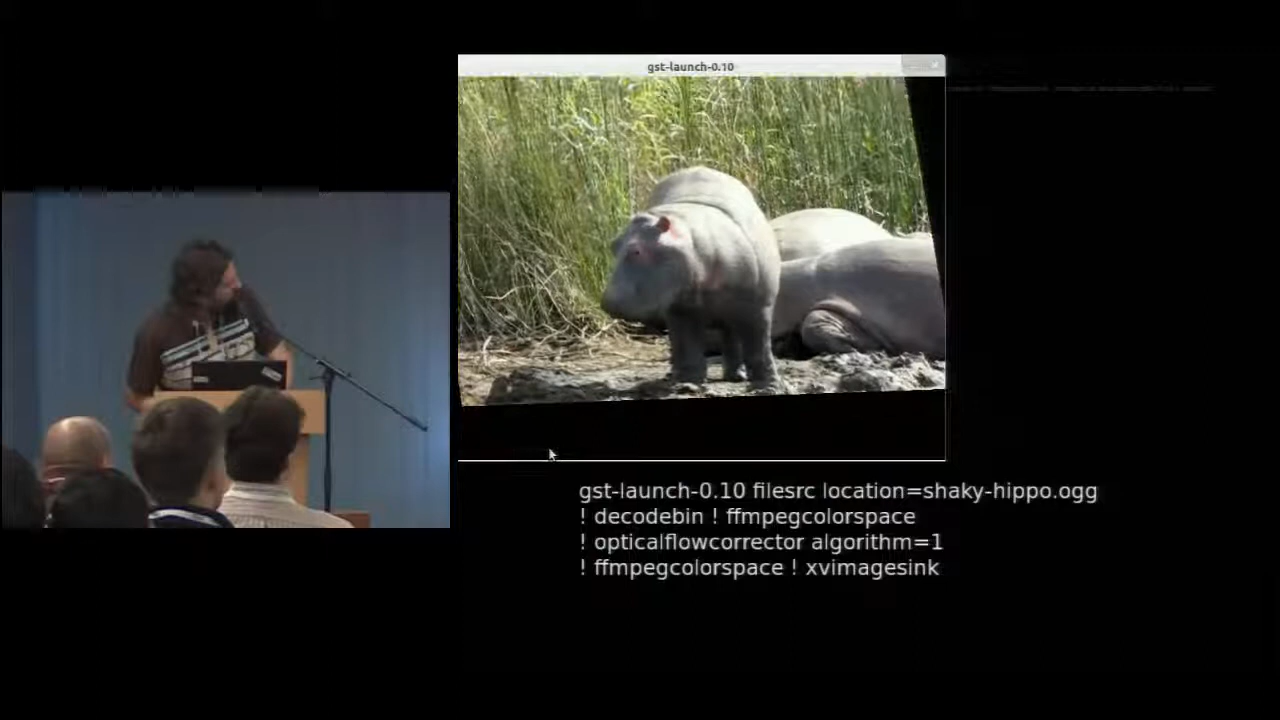 gst-launch-0.10
gst-launch-0.10 filesrc location=shaky-hippo.ogg
! decodebin ! ffmpegcolorspace
! opticalflowcorrector algorithm=1
! ffmpegcolorspace ! xvimagesink